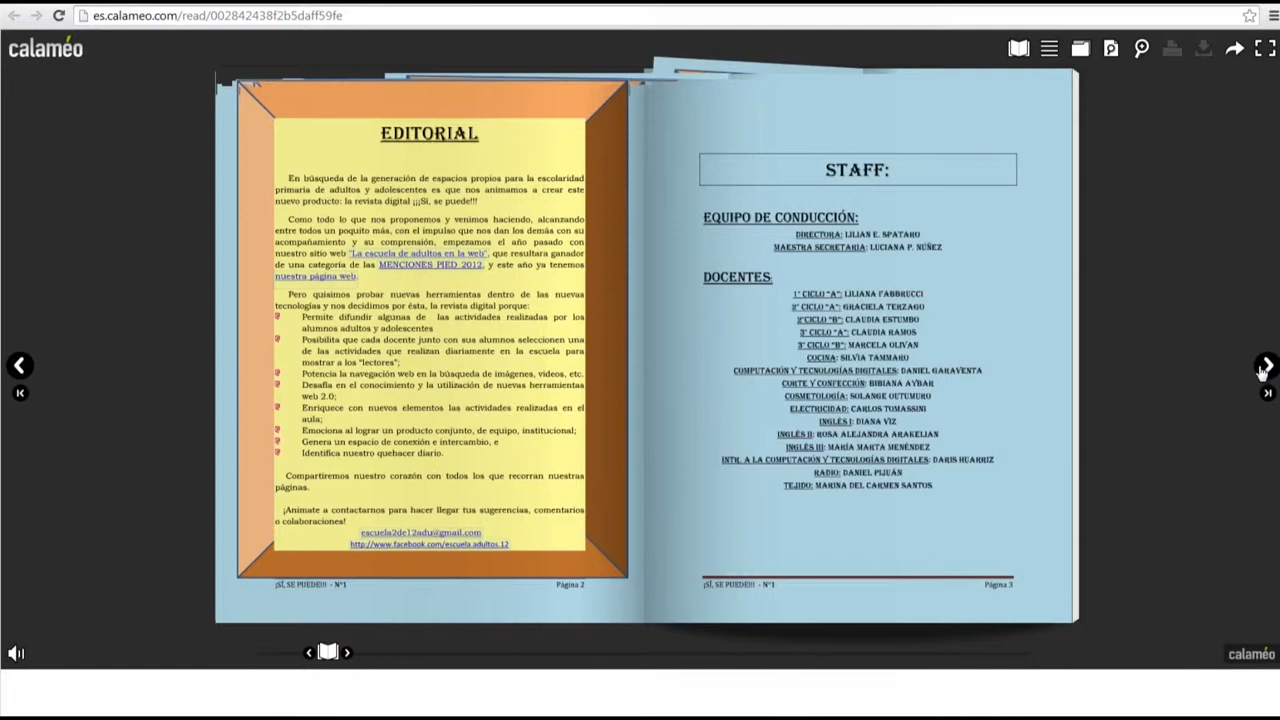 es.calameo.com/read/002842438f2b5daff59fe
calaméo
EDITORIAL
En búsqueda de la generación de espacios propios para la escolaridad
primaria de adultos y adolescentes es que nos animamos a crear este
nuevo producto: la revista digital ¡¡¡Sí, se puede!!!
Como todo lo que nos proponemos y venimos haciendo, alcanzando
entre todos un poquito más, con el impulso que nos dan los demás con su
acompañamiento y su comprensión, empezamos el año pasado con
nuestro sitio web "La escuela de adultos en la web", que resultara ganador
de una categoría de las MENCIONES PIED 2012, y este año ya tenemos
nuestra página web.
Pero quisimos probar nuevas herramientas dentro de las nuevas
tecnologías y nos decidimos por ésta, la revista digital porque:
Permite difundir algunas de las actividades realizadas por los
alumnos adultos y adolescentes
Posibilita que cada docente junto con sus alumnos seleccionen una
de las actividades que realizan diariamente en la escuela para
mostrar a los "lectores";
Potencia la navegación web en la búsqueda de imágenes, videos, etc.
Desafía en el conocimiento y la utilización de nuevas herramientas
web 2.0;
Enriquece con nuevos elementos las actividades realizadas en el
aula;
Emociona al lograr un producto conjunto, de equipo, institucional;
Genera un espacio de conexión e intercambio, e
Identifica nuestro quehacer diario.
Compartiremos nuestro corazón con todos los que recorran nuestras
páginas.
¡Animate a contactarnos para hacer llegar tus sugerencias, comentarios
o colaboraciones!
escuela2de12adu@gmail.com
http://www.facebook.com/escuela.adultos.12
¡SÍ, SE PUEDE!!! - N°1 Página 2
STAFF:
EQUIPO DE CONDUCCIÓN:
DIRECTORA: LILIAN E. SPATARO
MAESTRA SECRETARIA: LUCIANA P. NÚÑEZ
DOCENTES:
1° CICLO "A": LILIANA FABBRUCCI
2° CICLO "A": GRACIELA TERZAGO
2°CICLO "B": CLAUDIA ESTUMBO
3° CICLO "A": CLAUDIA RAMOS
3° CICLO "B": MARCELA OLIVAN
COCINA: SILVIA TAMMARO
COMPUTACIÓN Y TECNOLOGÍAS DIGITALES: DANIEL GARAVENTA
CORTE Y CONFECCIÓN: BIBIANA AYBAR
COSMETOLOGÍA: SOLANGE OUTUMURO
ELECTRICIDAD: CARLOS TOMASSINI
INGLÉS I: DIANA VIZ
INGLÉS II: ROSA ALEJANDRA ARAKELIAN
INGLÉS III: MARÍA MARTA MENÉNDEZ
INTR. A LA COMPUTACIÓN Y TECNOLOGÍAS DIGITALES: DARIS HUARRIZ
RADIO: DANIEL PIJUÁN
TEJIDO: MARINA DEL CARMEN SANTOS
¡SÍ, SE PUEDE!!! - N°1 Página 3
calaméo